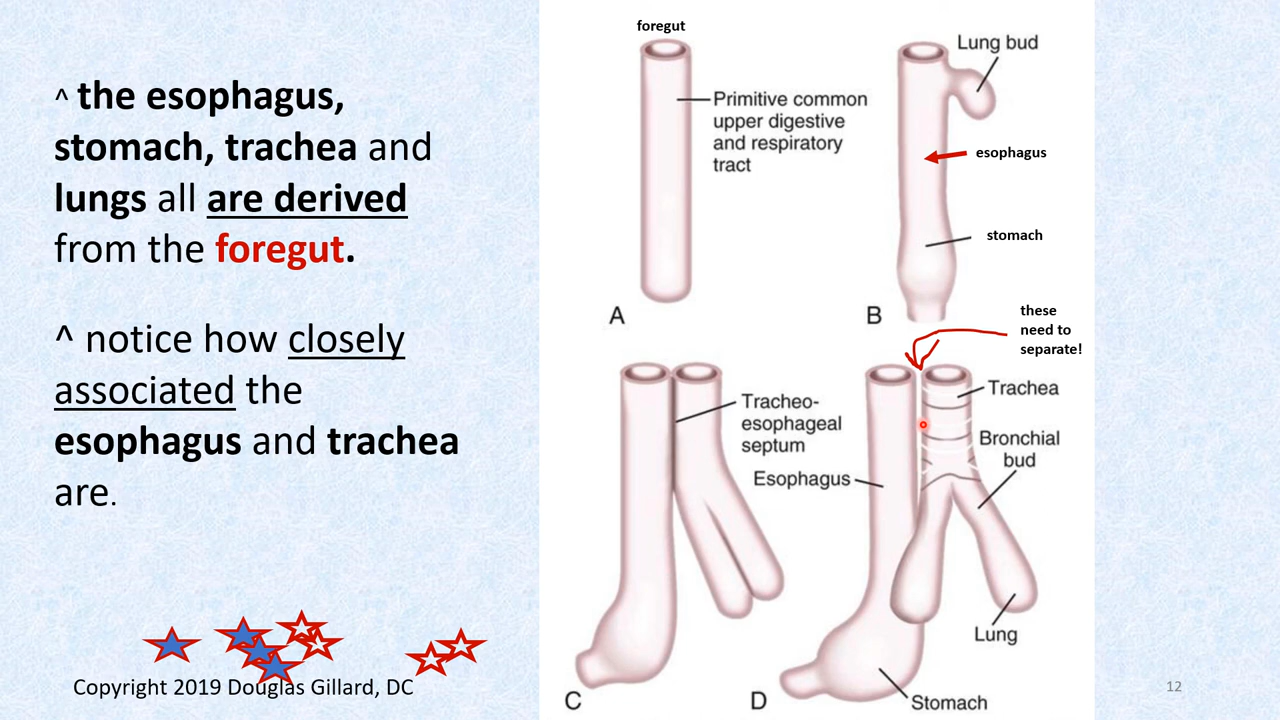 ^ the esophagus,
stomach, trachea and
lungs all are derived
from the foregut.
^ notice how closely
associated the
esophagus and trachea
are.
Copyright 2019 Douglas Gillard, DC
foregut
Primitive common
upper digestive
and respiratory
tract
A
Lung bud
esophagus
stomach
B
these
need to
separate!
Tracheo-
esophageal
septum
Esophagus
C
Trachea
Bronchial
bud
Lung
Stomach
D
12